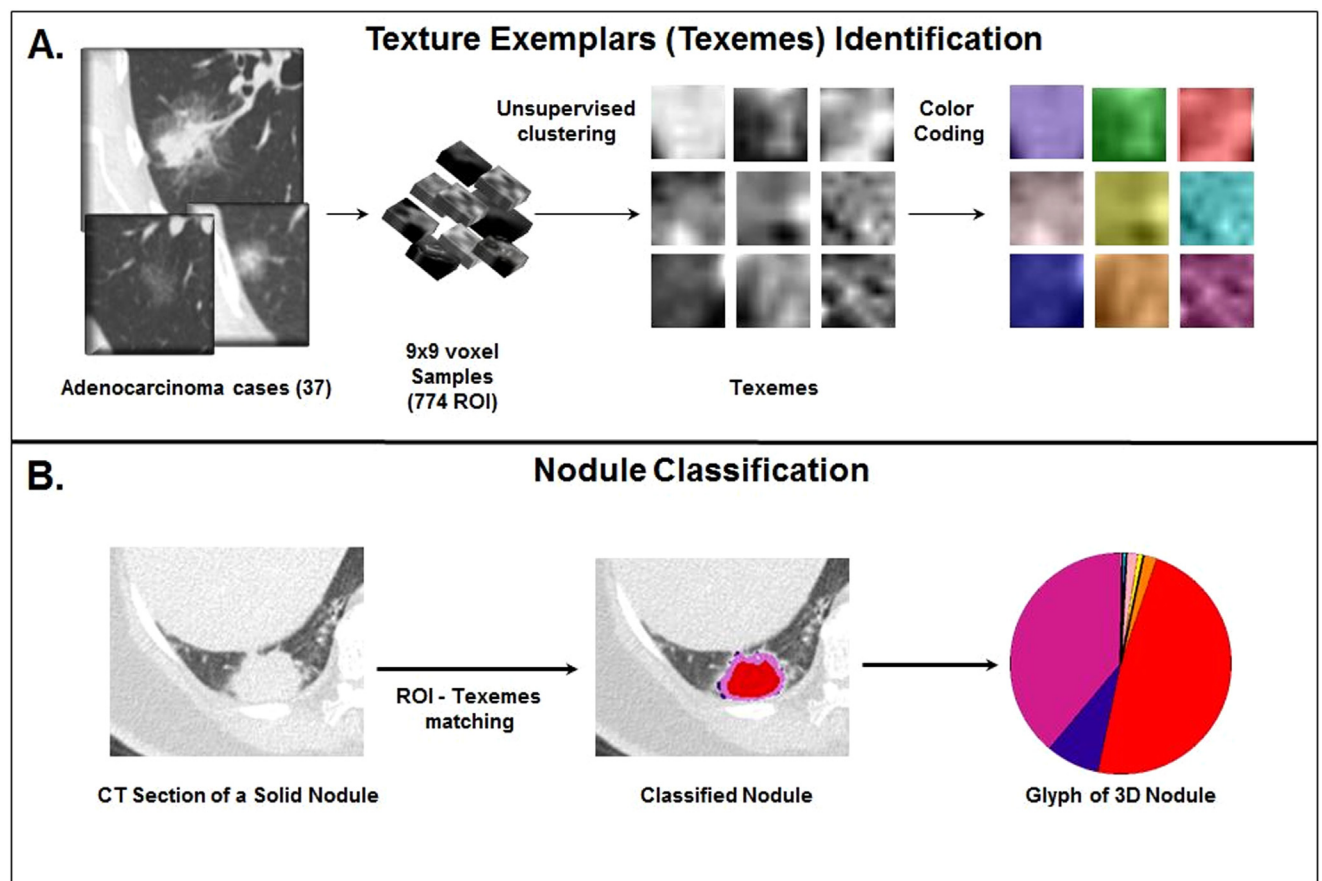 A.
Texture Exemplars (Texemes) Identification
Unsupervised
clustering
Color
Coding
9x9 voxel
Samples
(774 ROI)
Adenocarcinoma cases (37)
Texemes
B.
Nodule Classification
ROI - Texemes
matching
CT Section of a Solid Nodule
Classified Nodule
Glyph of 3D Nodule